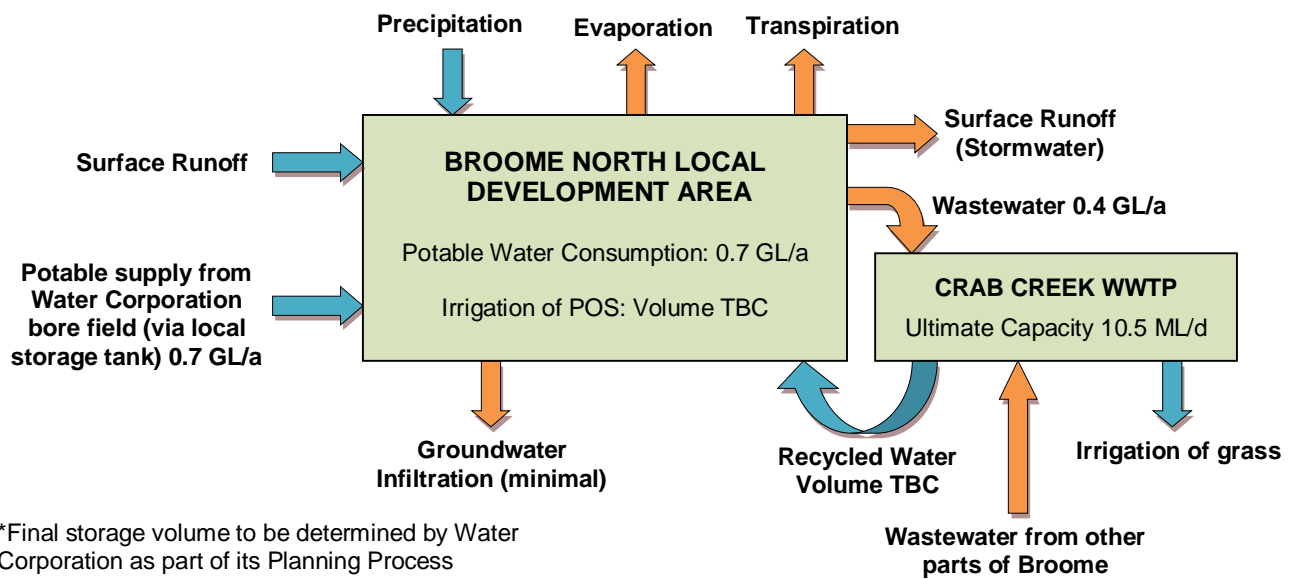 Precipitation
Evaporation
Transpiration
Surface Runoff
BROOME NORTH LOCAL
DEVELOPMENT AREA
Potable Water Consumption: 0.7 GL/a
Irrigation of POS: Volume TBC
Surface Runoff
(Stormwater)
Wastewater 0.4 GL/a
Potable supply from
Water Corporation
bore field (via local
storage tank) 0.7 GL/a
CRAB CREEK WWTP
Ultimate Capacity 10.5 ML/d
Groundwater
Infiltration (minimal)
Recycled Water
Volume TBC
Irrigation of grass
Wastewater from other
parts of Broome
*Final storage volume to be determined by Water
Corporation as part of its Planning Process